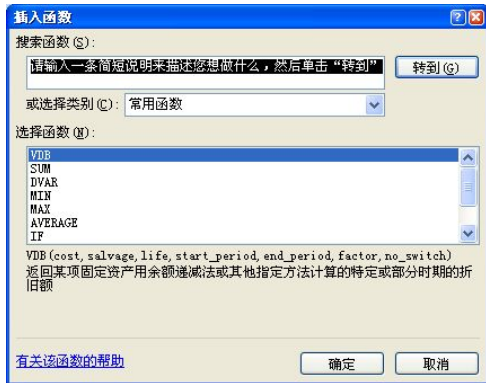 插入函数
搜索函数(S):
请输入一条简短说明来描述您想做什么，然后单击“转到”
转到(G)
或选择类别(C): 常用函数
选择函数(N):
VDB
SUM
DVAR
MIN
MAX
AVERAGE
IF
VDB(cost, salvage, life, start_period, end_period, factor, no_switch)
返回某项固定资产用余额递减法或其他指定方法计算的特定或部分时期的折
旧额
有关该函数的帮助
确定
取消